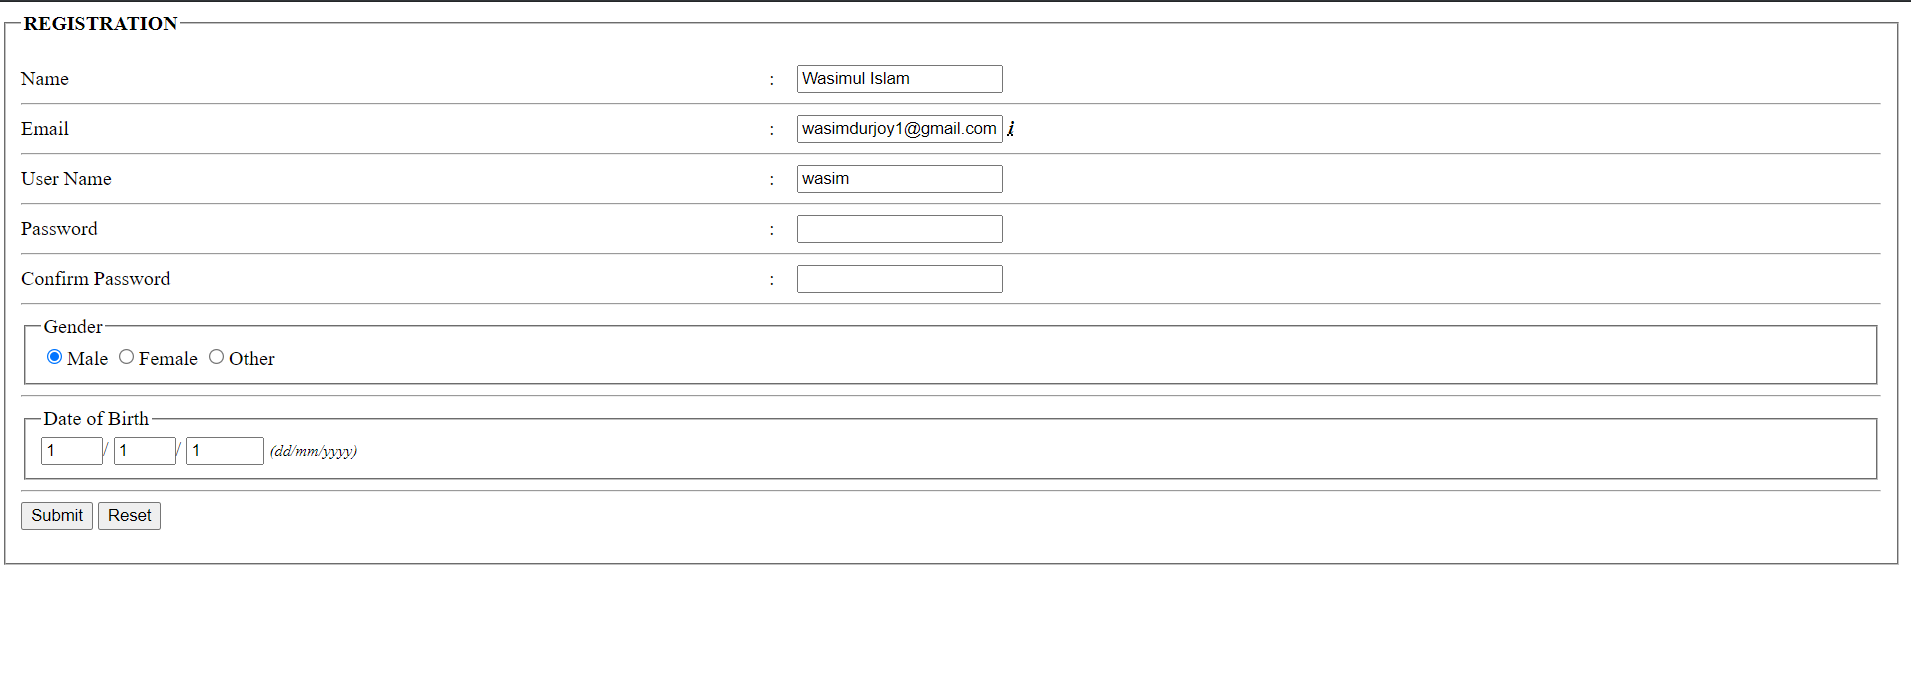 REGISTRATION
Name : Wasimul Islam
Email : wasimdurjoy1@gmail.com i
User Name : wasim
Password :
Confirm Password :
Gender
Male Female Other
Date of Birth
1 / 1 / 1 (dd/mm/yyyy)
Submit Reset